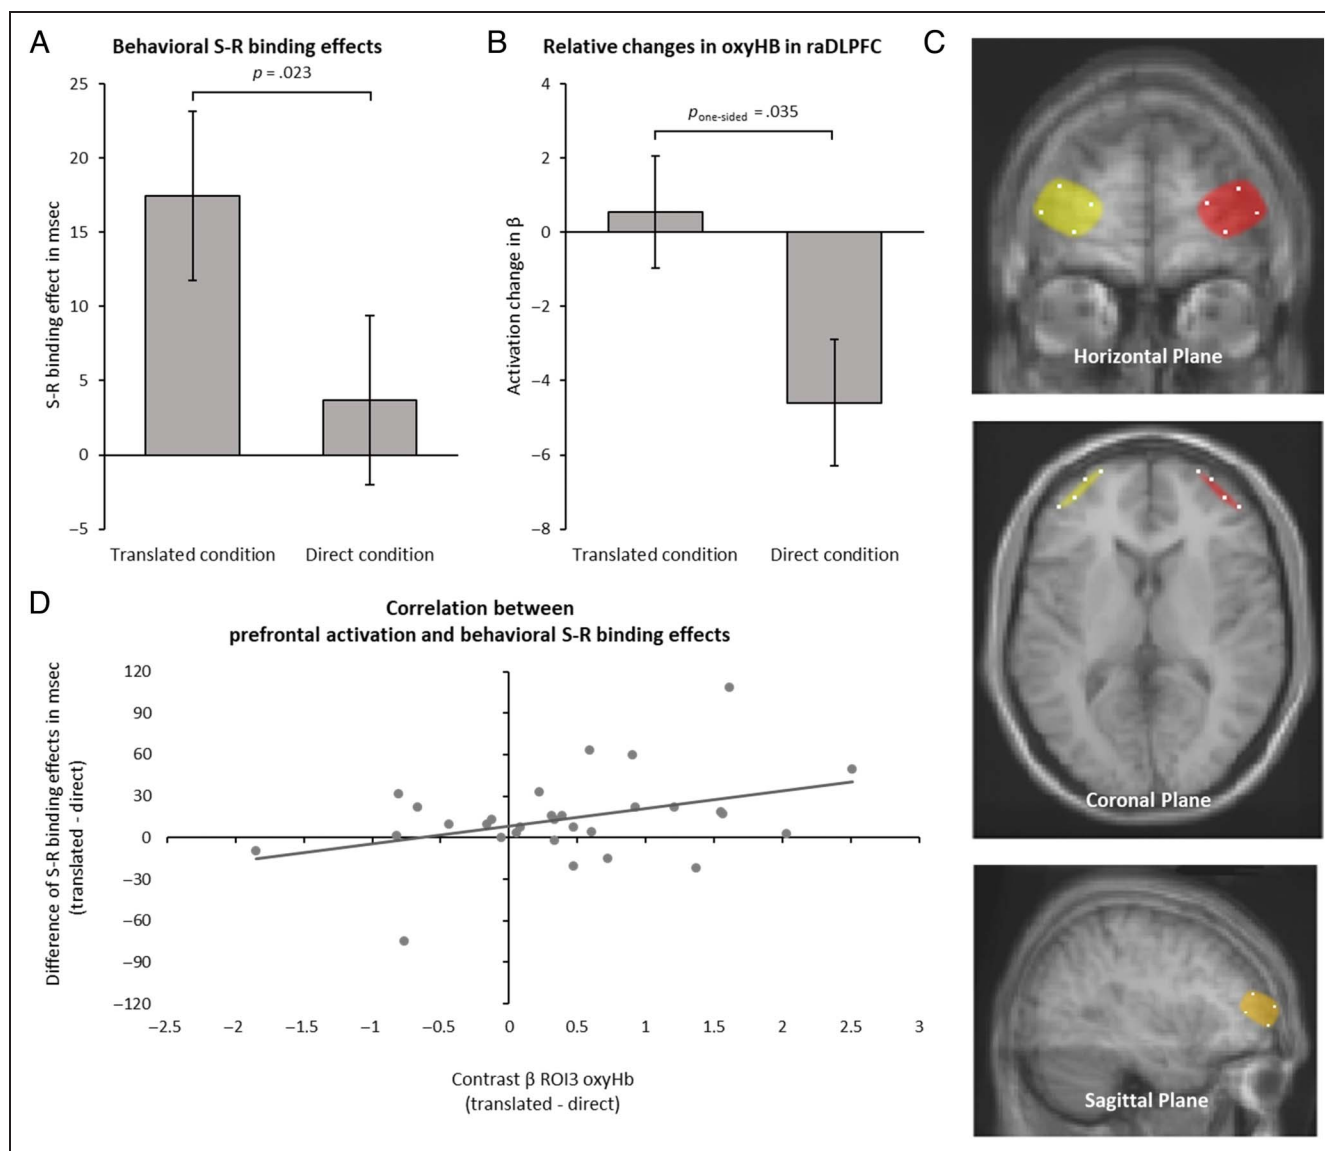 A
Behavioral S-R binding effects
p = .023
25
20
15
10
5
0
–5
S-R binding effect in msec
Translated condition
Direct condition
B
Relative changes in oxyHB in raDLPFC
p one-sided = .035
4
2
0
–2
–4
–6
–8
Activation change in β
Translated condition
Direct condition
C
Horizontal Plane
Coronal Plane
Sagittal Plane
D
Correlation between
prefrontal activation and behavioral S-R binding effects
120
90
60
30
0
–30
–60
–90
–120
Difference of S-R binding effects in msec
(translated - direct)
–2.5 –2 –1.5 –1 –0.5 0 0.5 1 1.5 2 2.5 3
Contrast β ROI3 oxyHb
(translated - direct)